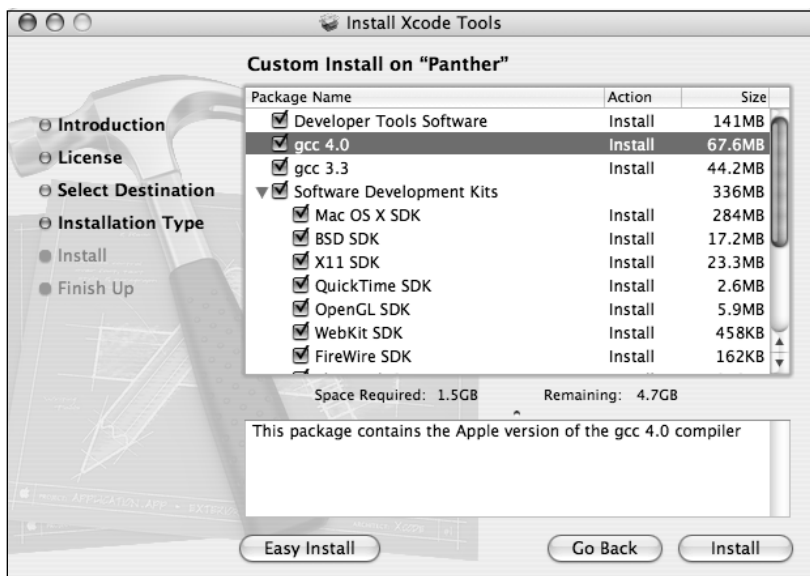 Install Xcode Tools
Custom Install on “Panther”
Introduction
License
Select Destination
Installation Type
Install
Finish Up
Package Name Action Size
Developer Tools Software Install 141MB
gcc 4.0 Install 67.6MB
gcc 3.3 Install 44.2MB
Software Development Kits 336MB
Mac OS X SDK Install 284MB
BSD SDK Install 17.2MB
X11 SDK Install 23.3MB
QuickTime SDK Install 2.6MB
OpenGL SDK Install 5.9MB
WebKit SDK Install 458KB
FireWire SDK Install 162KB
Space Required: 1.5GB Remaining: 4.7GB
This package contains the Apple version of the gcc 4.0 compiler
PROJECT APPLICATION.APP
Easy Install Go Back Install